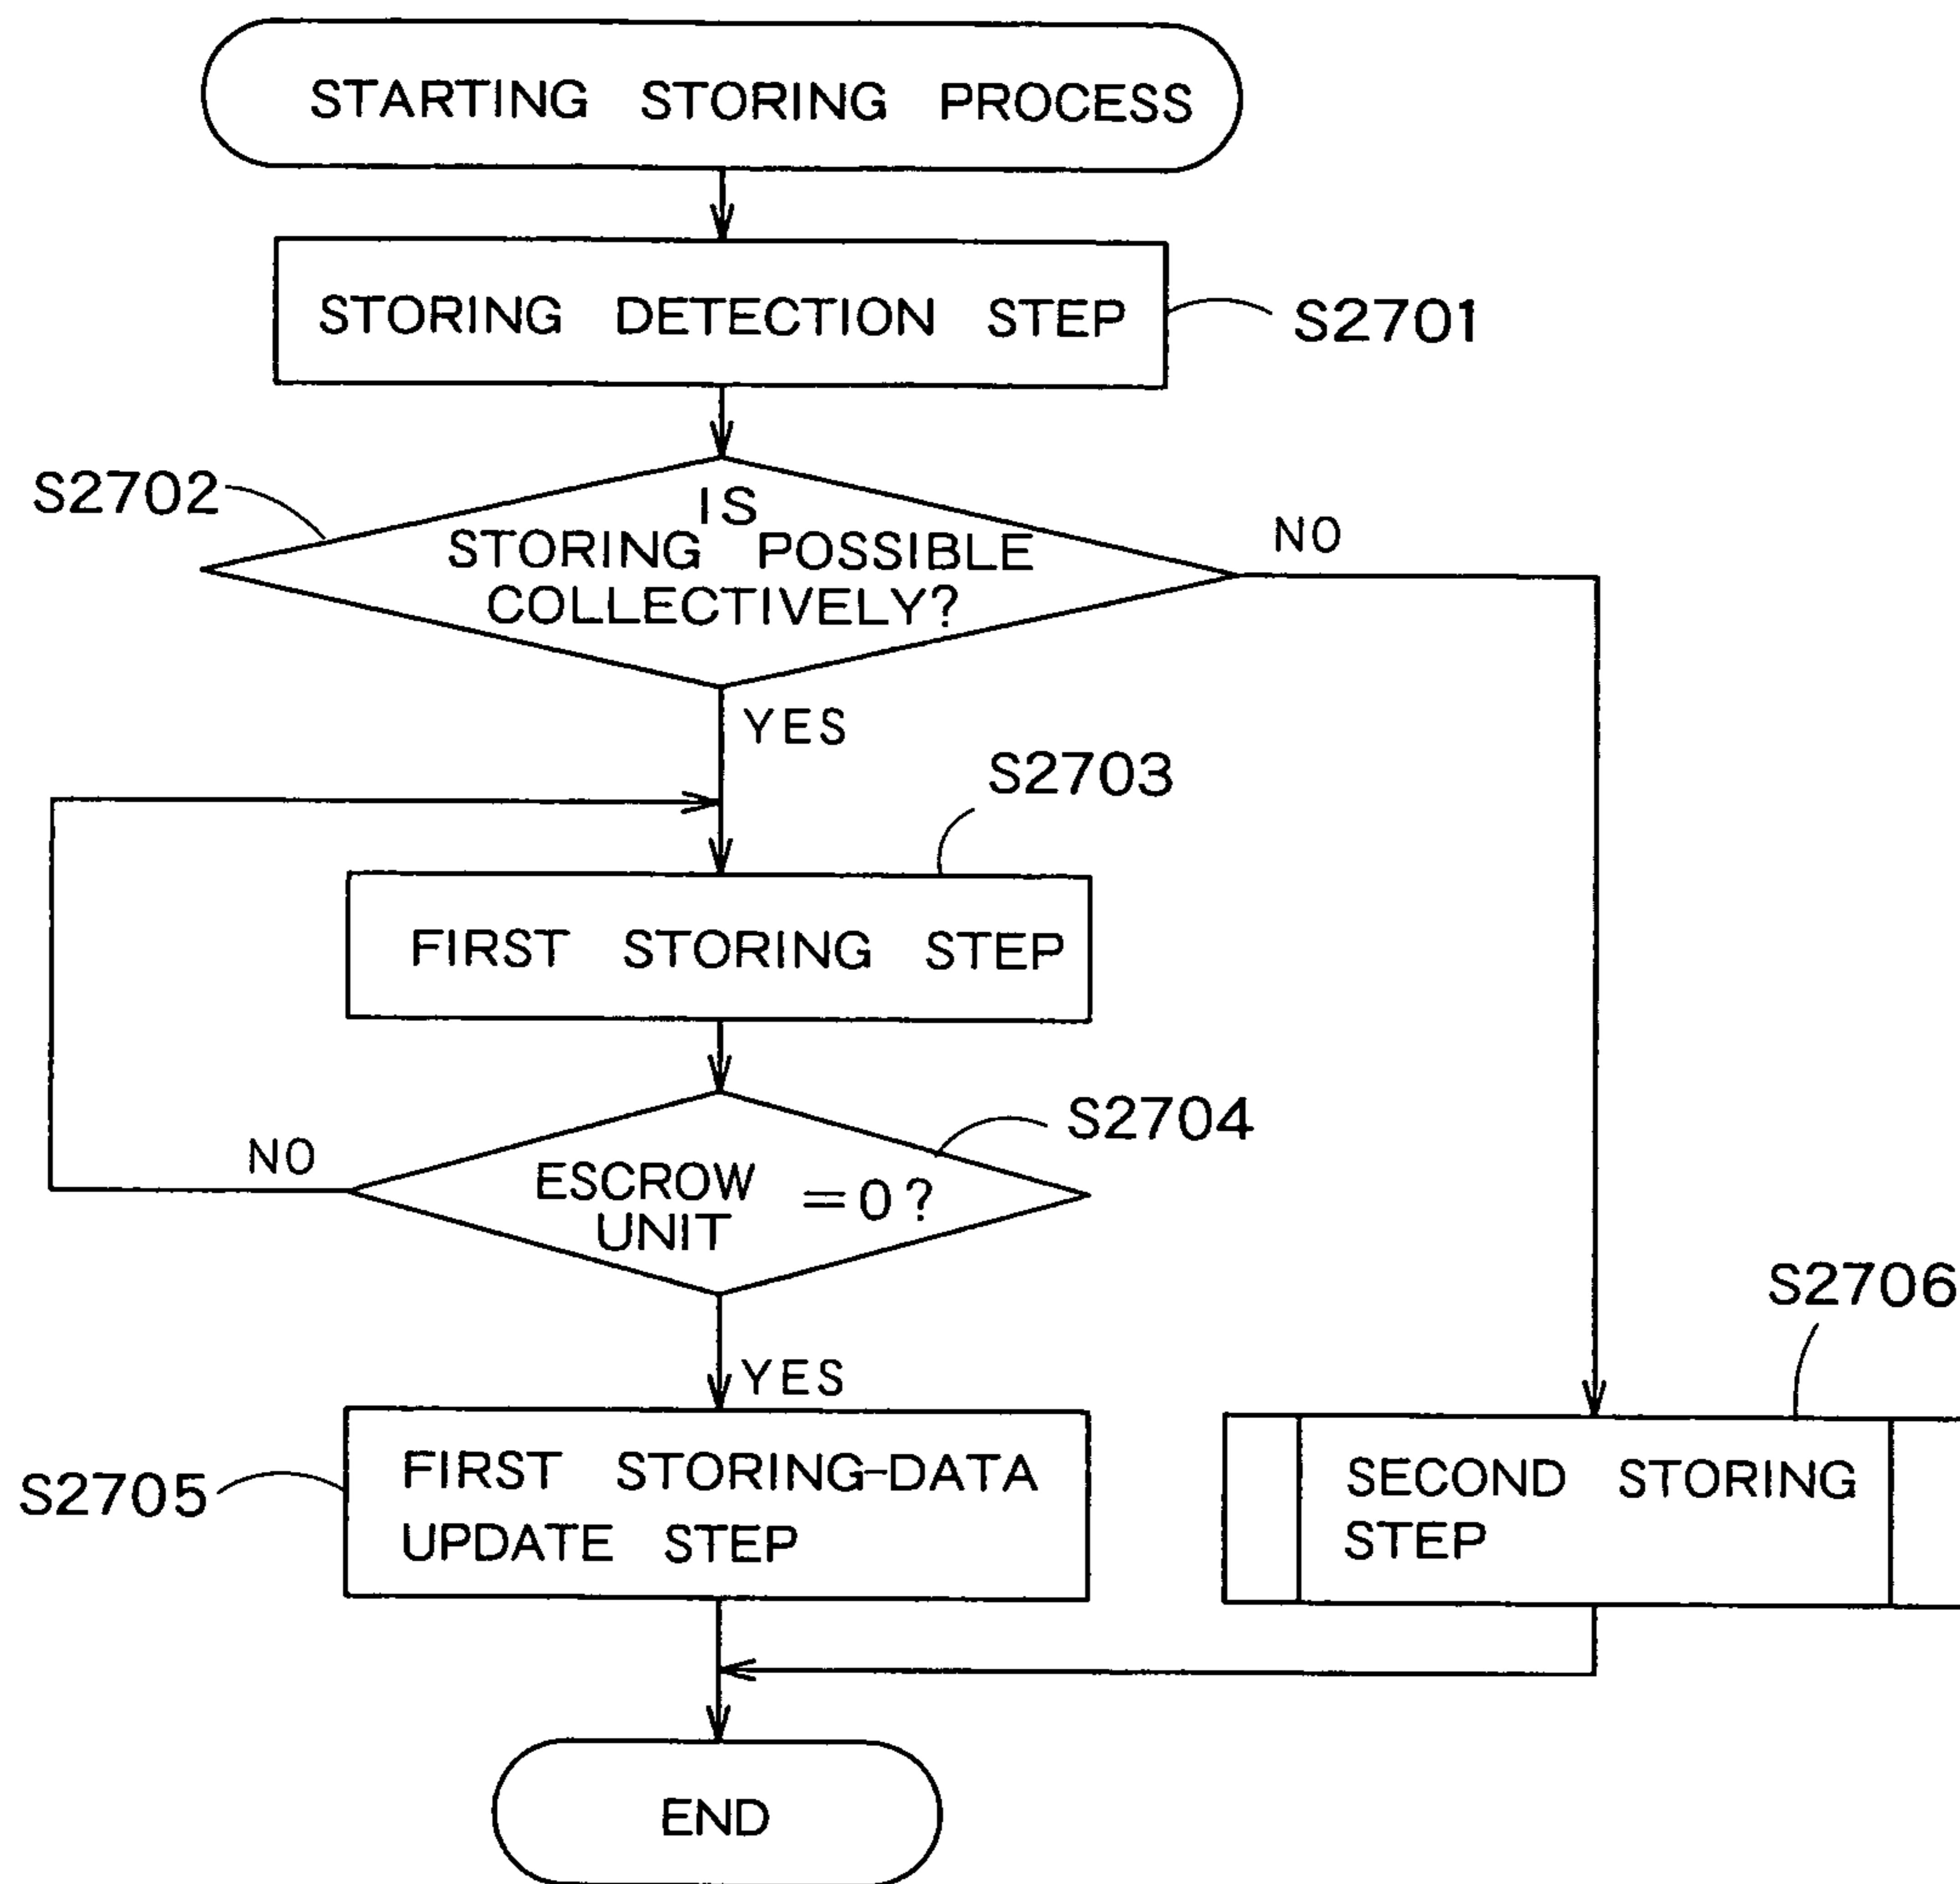 STARTING STORING PROCESS
STORING DETECTION STEP
S2701
S2702
IS
STORING POSSIBLE
COLLECTIVELY?
NO
YES
S2703
FIRST STORING STEP
S2704
NO
ESCROW
UNIT
=0?
YES
S2706
S2705
FIRST STORING-DATA
UPDATE STEP
SECOND STORING
STEP
END